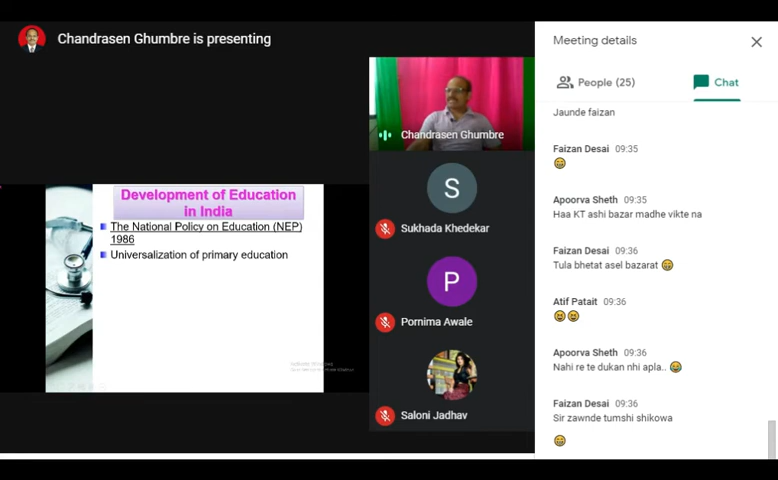 Chandrasen Ghumbre is presenting
Chandrasen Ghumbre
S
Sukhada Khedekar
P
Pornima Awale
Saloni Jadhav
Development of Education
in India
The National Policy on Education (NEP)
1986
Universalization of primary education
Meeting details
People (25)
Chat
Jaunde faizan
Faizan Desai 09:35
😄
Apoorva Sheth 09:35
Haa KT ashi bazar madhe vikte na
Faizan Desai 09:36
Tula bhetat asel bazarat 😄
Atif Patait 09:36
😆😆
Apoorva Sheth 09:36
Nahi re te dukan nhi apla.. 😂
Faizan Desai 09:36
Sir zawnde tumshi shikowa
😄